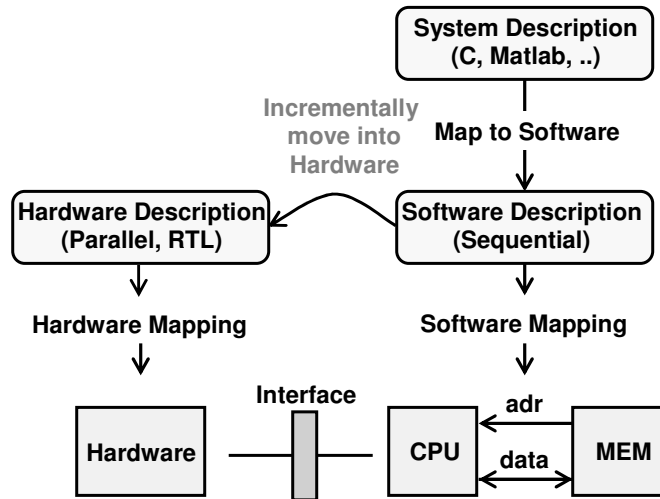 System Description
(C, Matlab, ..)
Incrementally
move into
Hardware
Map to Software
Hardware Description
(Parallel, RTL)
Software Description
(Sequential)
Hardware Mapping
Software Mapping
Interface
adr
Hardware
CPU
MEM
data